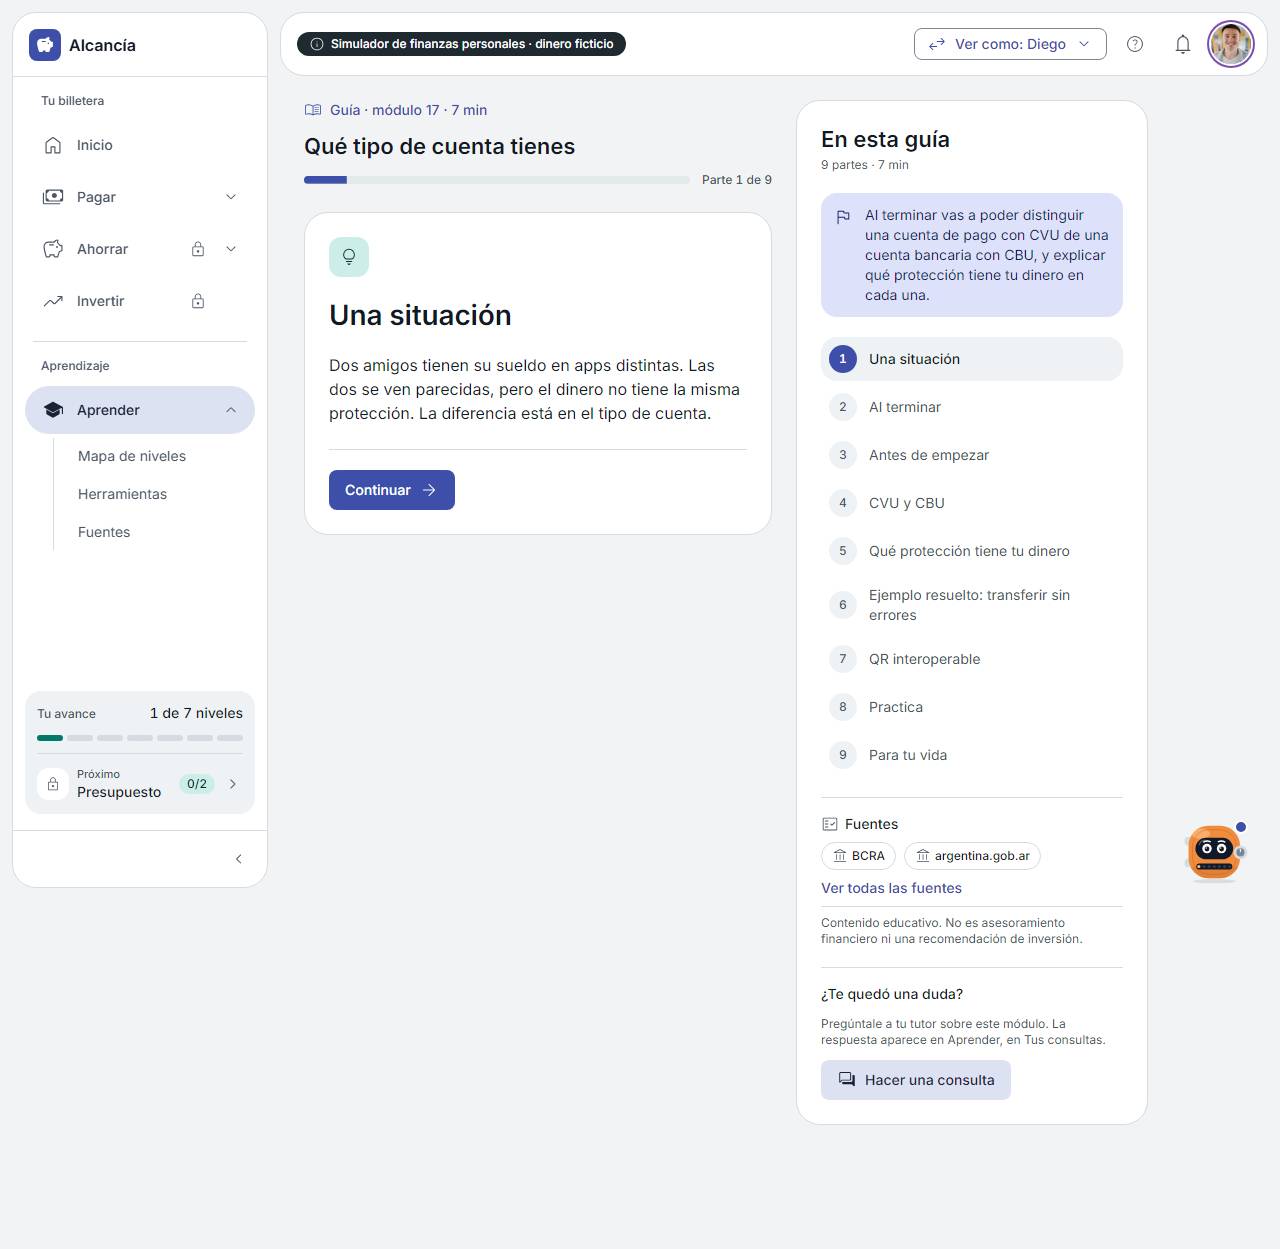 Alcancía
Tu billetera
Inicio
Pagar
Ahorrar
Invertir
Aprendizaje
Aprender
Mapa de niveles
Herramientas
Fuentes
Tu avance
1 de 7 niveles
Próximo
Presupuesto
0/2
Simulador de finanzas personales · dinero ficticio
Ver como: Diego
Guía · módulo 17 · 7 min
Qué tipo de cuenta tienes
Parte 1 de 9
Una situación
Dos amigos tienen su sueldo en apps distintas. Las
dos se ven parecidas, pero el dinero no tiene la misma
protección. La diferencia está en el tipo de cuenta.
Continuar
En esta guía
9 partes · 7 min
Al terminar vas a poder distinguir
una cuenta de pago con CVU de una
cuenta bancaria con CBU, y explicar
qué protección tiene tu dinero en
cada una.
1 Una situación
2 Al terminar
3 Antes de empezar
4 CVU y CBU
5 Qué protección tiene tu dinero
6 Ejemplo resuelto: transferir sin
errores
7 QR interoperable
8 Practica
9 Para tu vida
Fuentes
BCRA
argentina.gob.ar
Ver todas las fuentes
Contenido educativo. No es asesoramiento
financiero ni una recomendación de inversión.
¿Te quedó una duda?
Pregúntale a tu tutor sobre este módulo. La
respuesta aparece en Aprender, en Tus consultas.
Hacer una consulta